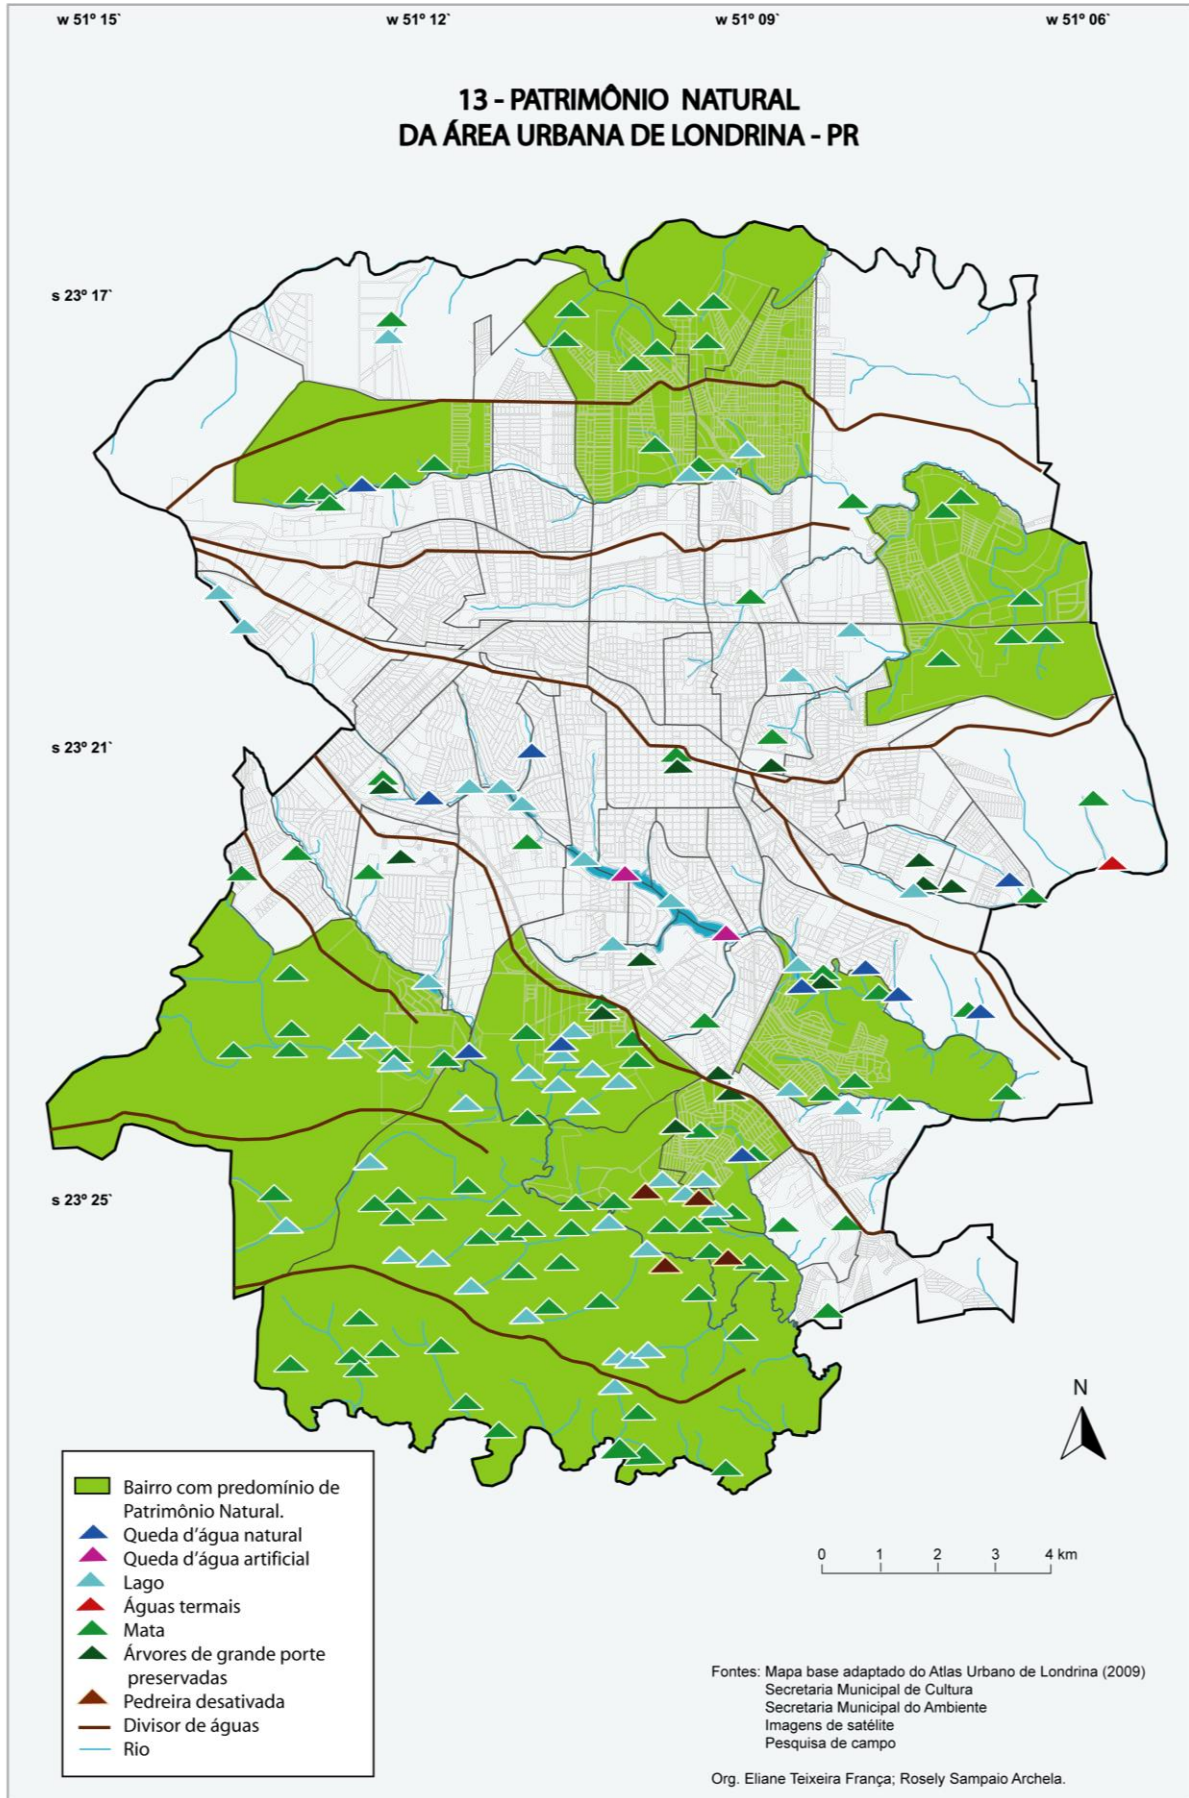 w 51º 15` w 51º 12` w 51º 09` w 51º 06`
13 - PATRIMÔNIO NATURAL
DA ÁREA URBANA DE LONDRINA - PR
s 23º 17`
s 23º 21`
s 23º 25`
N
Bairro com predomínio de
Patrimônio Natural.
Queda d'água natural
Queda d'água artificial
Lago
Águas termais
Mata
Árvores de grande porte
preservadas
Pedreira desativada
Divisor de águas
Rio
0 1 2 3 4 km
Fontes: Mapa base adaptado do Atlas Urbano de Londrina (2009)
Secretaria Municipal de Cultura
Secretaria Municipal do Ambiente
Imagens de satélite
Pesquisa de campo
Org. Eliane Teixeira França; Rosely Sampaio Archela.